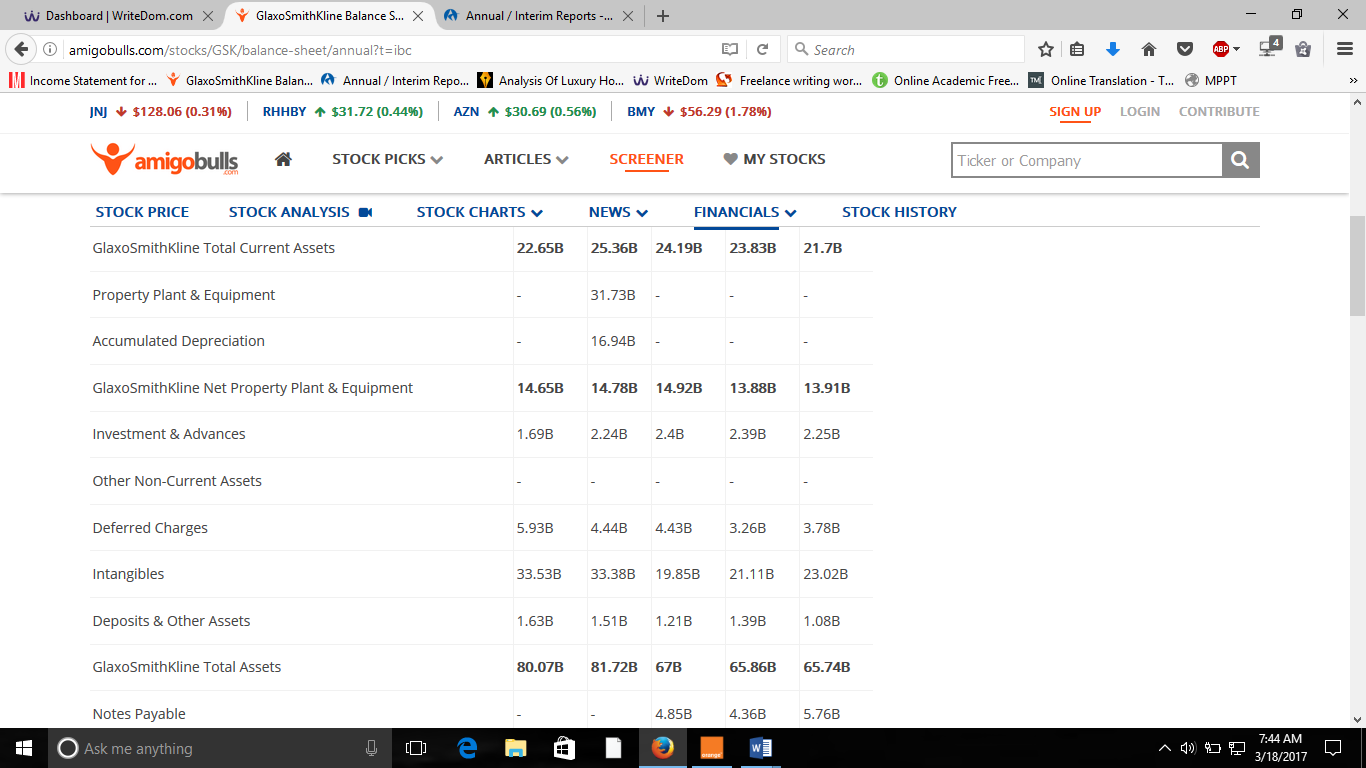 Dashboard | WriteDom.com
GlaxoSmithKline Balance S...
Annual / Interim Reports -...
amigobulls.com/stocks/GSK/balance-sheet/annual?t=ibc
Search
ABP
4
Income Statement for ...
GlaxoSmithKline Balan...
Annual / Interim Repo...
Analysis Of Luxury Ho...
WriteDom
Freelance writing wor...
Online Academic Free...
Online Translation - T...
MPPT
JNJ $128.06 (0.31%) RHHBY $31.72 (0.44%) AZN $30.69 (0.56%) BMY $56.29 (1.78%)
SIGN UP LOGIN CONTRIBUTE
amigobulls.com
STOCK PICKS ARTICLES SCREENER MY STOCKS
Ticker or Company
STOCK PRICE STOCK ANALYSIS STOCK CHARTS NEWS FINANCIALS STOCK HISTORY
GlaxoSmithKline Total Current Assets 22.65B 25.36B 24.19B 23.83B 21.7B
Property Plant & Equipment - 31.73B - - -
Accumulated Depreciation - 16.94B - - -
GlaxoSmithKline Net Property Plant & Equipment 14.65B 14.78B 14.92B 13.88B 13.91B
Investment & Advances 1.69B 2.24B 2.4B 2.39B 2.25B
Other Non-Current Assets - - - - -
Deferred Charges 5.93B 4.44B 4.43B 3.26B 3.78B
Intangibles 33.53B 33.38B 19.85B 21.11B 23.02B
Deposits & Other Assets 1.63B 1.51B 1.21B 1.39B 1.08B
GlaxoSmithKline Total Assets 80.07B 81.72B 67B 65.86B 65.74B
Notes Payable - - 4.85B 4.36B 5.76B
Ask me anything
orange
7:44 AM
3/18/2017